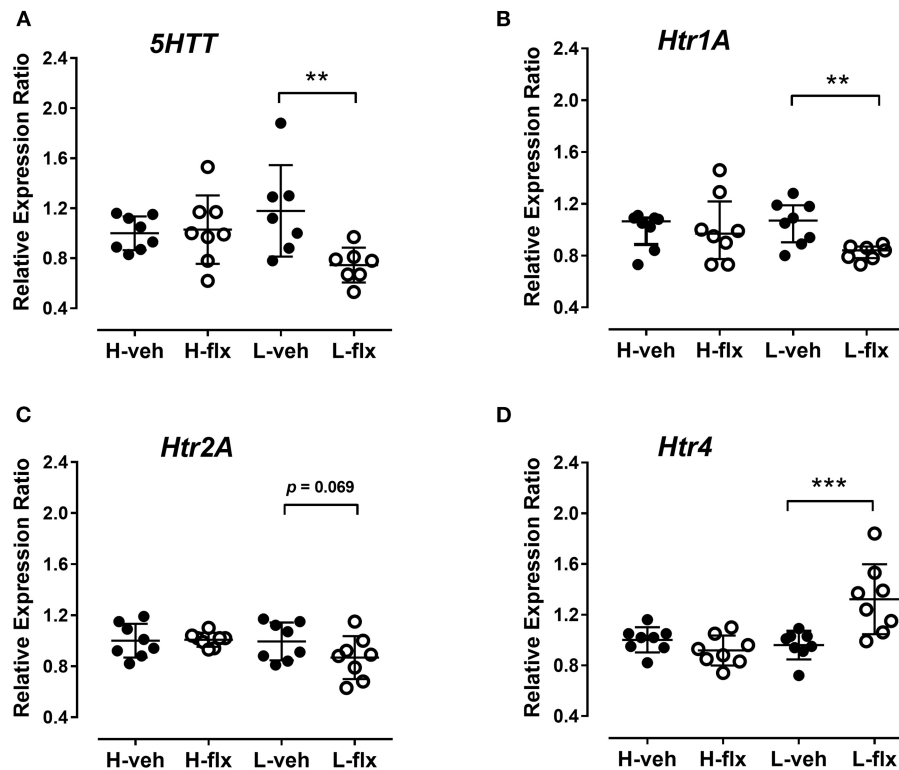 A
5HTT
Relative Expression Ratio
2.4
2.0
1.6
1.2
0.8
0.4
**
H-veh H-flx L-veh L-flx
B
Htr1A
Relative Expression Ratio
2.4
2.0
1.6
1.2
0.8
0.4
**
H-veh H-flx L-veh L-flx
C
Htr2A
Relative Expression Ratio
2.4
2.0
1.6
1.2
0.8
0.4
p = 0.069
H-veh H-flx L-veh L-flx
D
Htr4
Relative Expression Ratio
2.4
2.0
1.6
1.2
0.8
0.4
***
H-veh H-flx L-veh L-flx